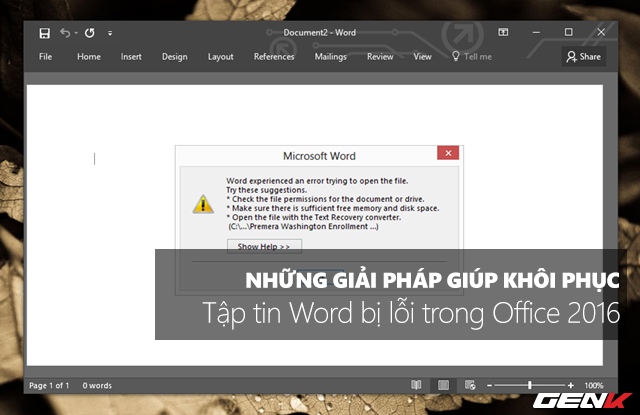 Document2 - Word
File Home Insert Design Layout References Mailings Review View Tell me Share
Microsoft Word
Word experienced an error trying to open the file.
Try these suggestions.
* Check the file permissions for the document or drive.
* Make sure there is sufficient free memory and disk space.
* Open the file with the Text Recovery converter.
(C:\...\Premera Washington Enrollment ...)
Show Help >>
NHỮNG GIẢI PHÁP GIÚP KHÔI PHỤC
Tập tin Word bị lỗi trong Office 2016
Page 1 of 1 0 words 100%
GENK